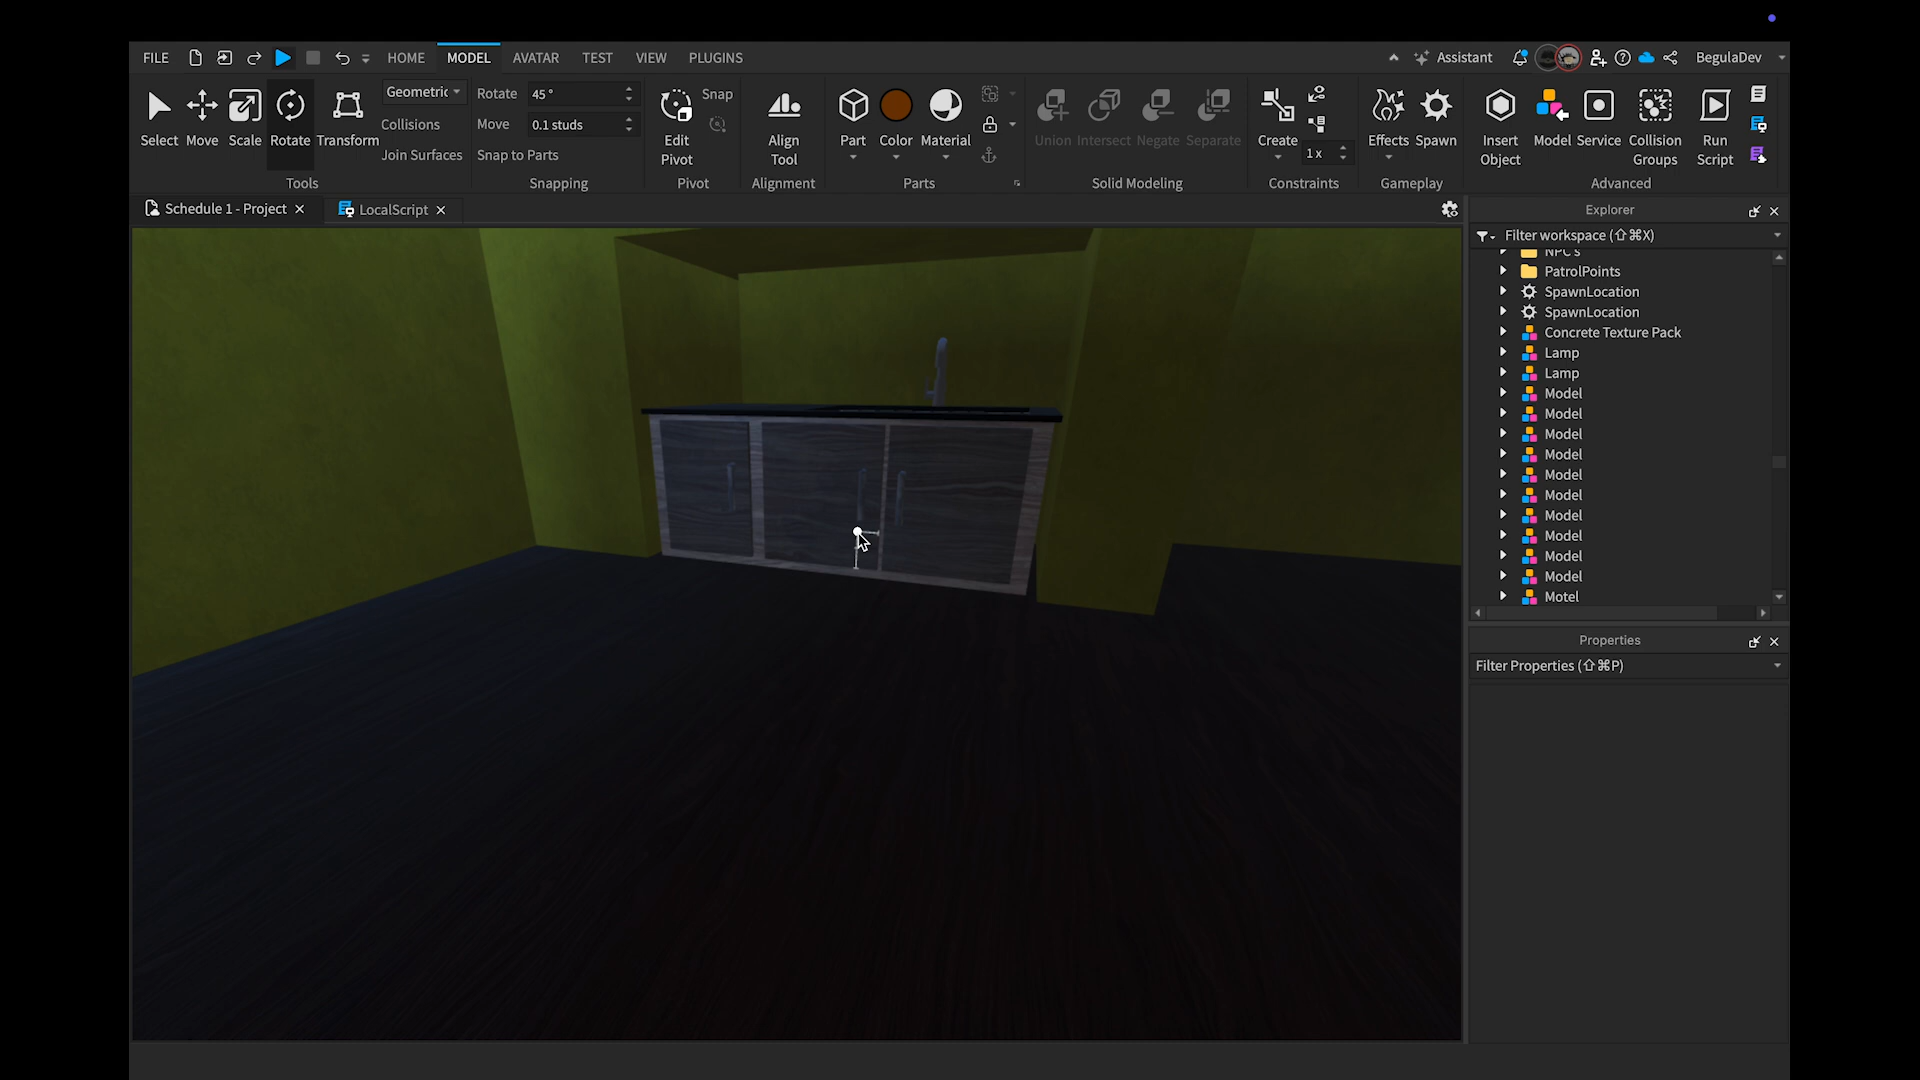 FILE HOME MODEL AVATAR TEST VIEW PLUGINS Assistant BegulaDev
Select Move Scale Rotate Transform
Geometric
Collisions
Join Surfaces
Tools
Rotate 45 °
Move 0.1 studs
Snap to Parts
Snapping
Edit Pivot
Snap
Pivot
Align Tool
Alignment
Part Color Material
Parts
Union Intersect Negate Separate
Solid Modeling
Create
1 x
Constraints
Effects Spawn
Gameplay
Insert Object
Model
Service
Collision Groups
Run Script
Advanced
Schedule 1 - Project
LocalScript
Explorer
Filter workspace (⇧⌘X)
NPC's
PatrolPoints
SpawnLocation
SpawnLocation
Concrete Texture Pack
Lamp
Lamp
Model
Model
Model
Model
Model
Model
Model
Model
Model
Model
Motel
Properties
Filter Properties (⇧⌘P)